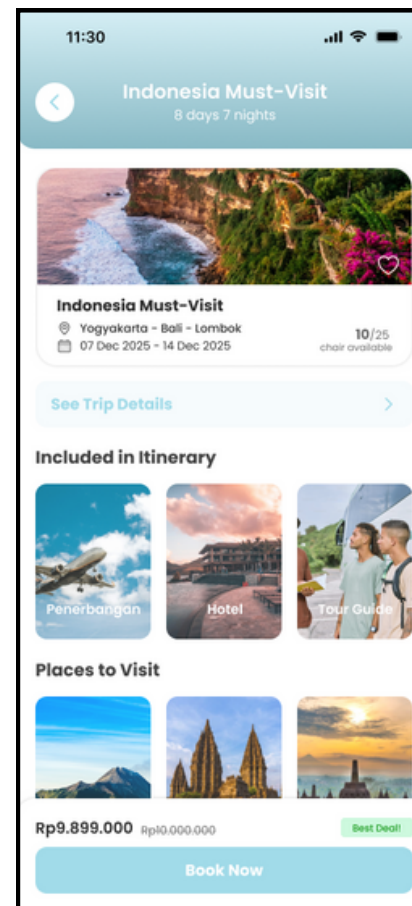 11:30
Indonesia Must-Visit
8 days 7 nights
Indonesia Must-Visit
Yogyakarta - Bali - Lombok
07 Dec 2025 - 14 Dec 2025
10/25
chair available
See Trip Details
Included in Itinerary
Penerbangan
Hotel
Tour Guide
Places to Visit
Rp9.899.000 Rp10.000.000
Best Deal!
Book Now